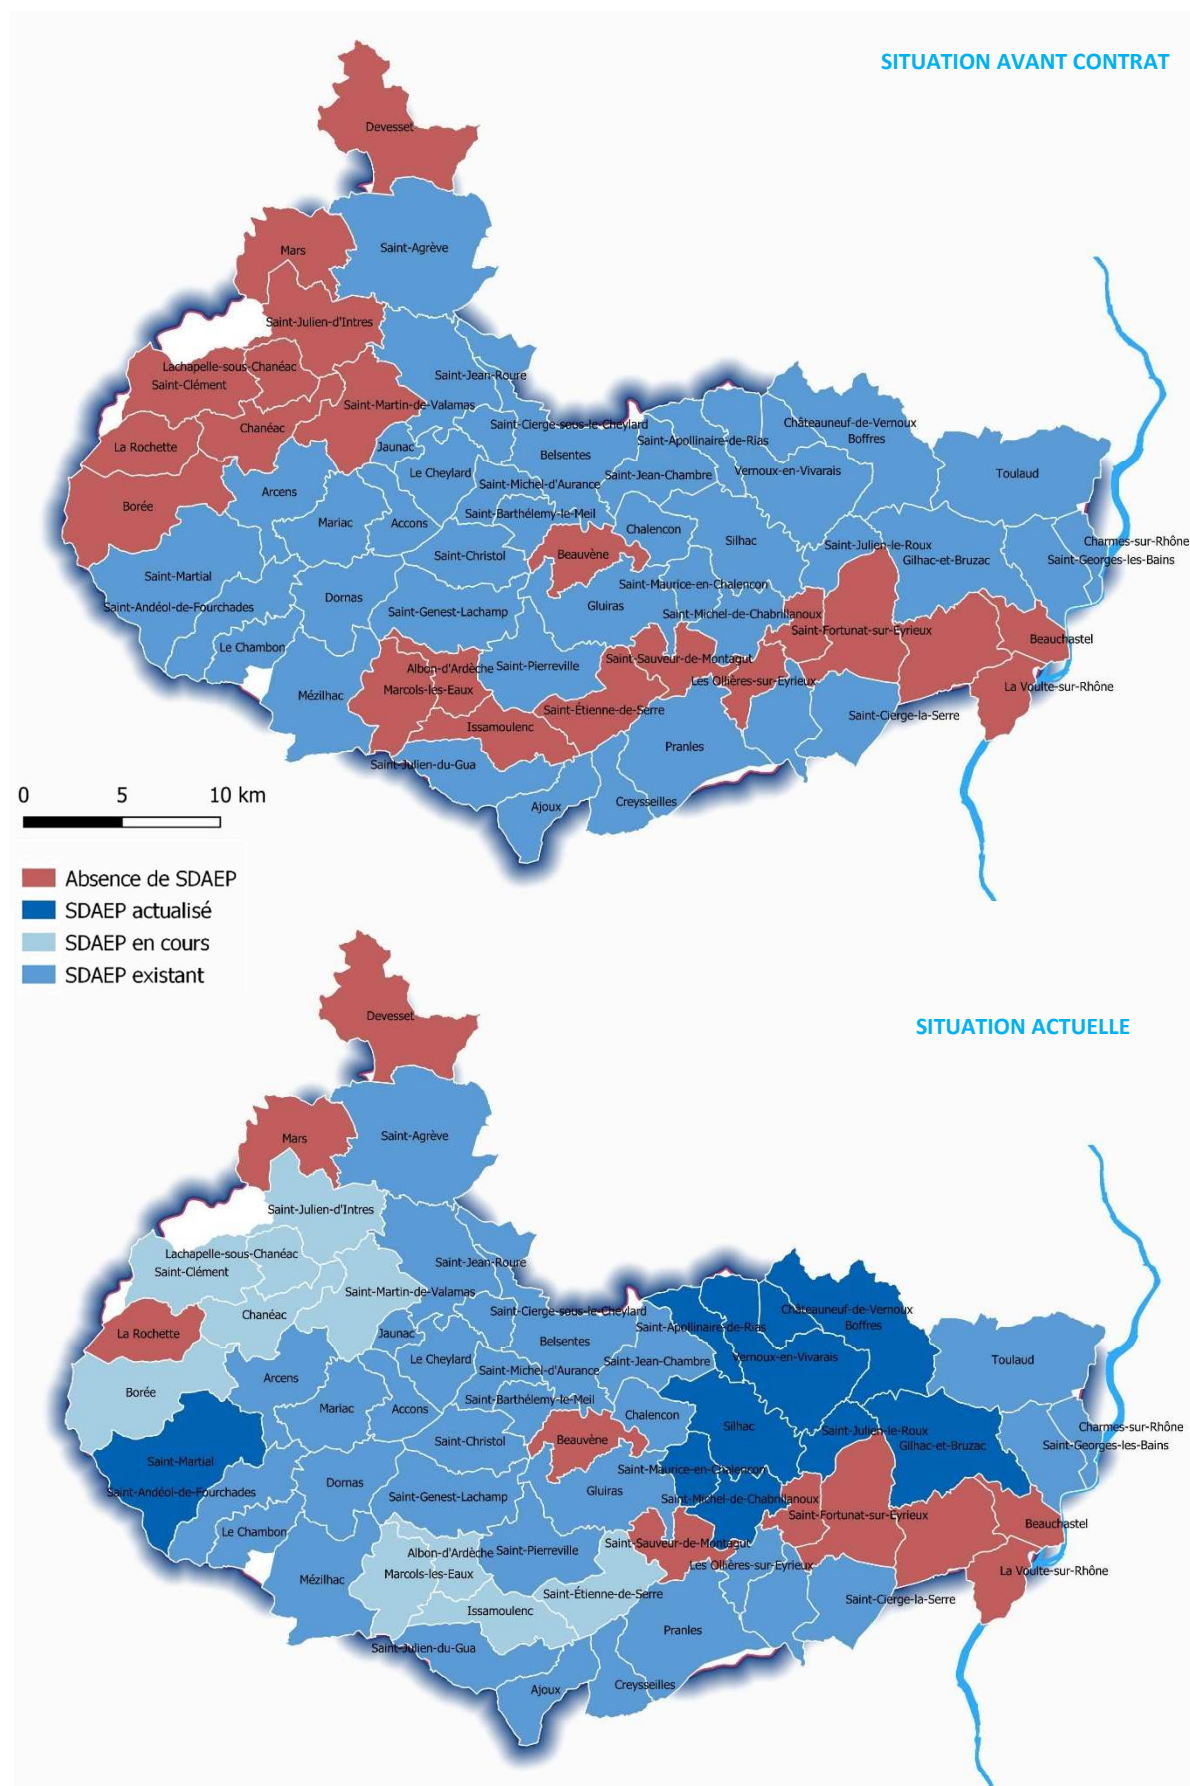 SITUATION AVANT CONTRAT
Devesset
Saint-Agrève
Mars
Saint-Julien-d'Intres
Lachapelle-sous-Chanéac
Saint-Jean-Roure
Saint-Clément
Saint-Martin-de-Valamas
Saint-Cierge-sous-le-Cheylard
Châteauneuf-de-Vernoux
Chanéac
Saint-Apollinaire-de-Rias
Boffres
La Rochette
Jaunac
Belsentes
Le Cheylard
Saint-Jean-Chambre
Vernoux-en-Vivarais
Toulaud
Saint-Michel-d'Aurance
Arcens
Borée
Saint-Barthélemy-le-Meil
Mariac
Accons
Chalencon
Silhac
Charmes-sur-Rhône
Saint-Christol
Beauvène
Saint-Julien-le-Roux
Gilhac-et-Bruzac
Saint-Georges-les-Bains
Saint-Martial
Saint-Maurice-en-Chalencon
Dornas
Saint-Andéol-de-Fourchades
Saint-Genest-Lachamp
Gluiras
Saint-Michel-de-Chabrillanoux
Saint-Fortunat-sur-Eyrieux
Beauchastel
Le Chambon
Saint-Sauveur-de-Montagut
Albon-d'Ardèche
Saint-Pierreville
Les Ollières-sur-Eyrieux
La Voulte-sur-Rhône
Mézilhac
Marcols-les-Eaux
Saint-Étienne-de-Serre
Saint-Cierge-la-Serre
Issamoulenc
Pranles
Saint-Julien-du-Gua
Ajoux
Creysseilles
0 5 10 km
Absence de SDAEP
SDAEP actualisé
SDAEP en cours
SDAEP existant
SITUATION ACTUELLE
Devesset
Saint-Agrève
Mars
Saint-Julien-d'Intres
Lachapelle-sous-Chanéac
Saint-Jean-Roure
Saint-Clément
Saint-Martin-de-Valamas
Saint-Cierge-sous-le-Cheylard
Châteauneuf-de-Vernoux
Chanéac
Saint-Apollinaire-de-Rias
Boffres
La Rochette
Jaunac
Belsentes
Le Cheylard
Saint-Jean-Chambre
Vernoux-en-Vivarais
Toulaud
Saint-Michel-d'Aurance
Arcens
Borée
Saint-Barthélemy-le-Meil
Mariac
Accons
Chalencon
Silhac
Charmes-sur-Rhône
Saint-Christol
Beauvène
Saint-Julien-le-Roux
Gilhac-et-Bruzac
Saint-Georges-les-Bains
Saint-Martial
Saint-Maurice-en-Chalencon
Dornas
Saint-Andéol-de-Fourchades
Saint-Genest-Lachamp
Gluiras
Saint-Michel-de-Chabrillanoux
Saint-Fortunat-sur-Eyrieux
Beauchastel
Le Chambon
Saint-Sauveur-de-Montagut
Albon-d'Ardèche
Saint-Pierreville
Les Ollières-sur-Eyrieux
La Voulte-sur-Rhône
Mézilhac
Marcols-les-Eaux
Saint-Étienne-de-Serre
Saint-Cierge-la-Serre
Issamoulenc
Pranles
Saint-Julien-du-Gua
Ajoux
Creysseilles